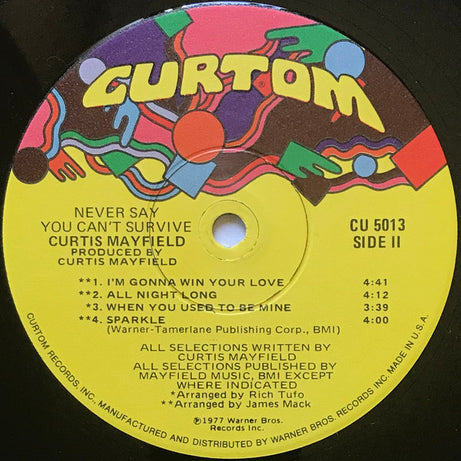 CURTOM
NEVER SAY
YOU CAN'T SURVIVE
CURTIS MAYFIELD
PRODUCED BY
CURTIS MAYFIELD
CU 5013
SIDE II
**1. I'M GONNA WIN YOUR LOVE 4:41
**2. ALL NIGHT LONG 4:12
*3. WHEN YOU USED TO BE MINE 3:39
**4. SPARKLE 4:00
(Warner-Tamerlane Publishing Corp., BMI)
ALL SELECTIONS WRITTEN BY
CURTIS MAYFIELD
ALL SELECTIONS PUBLISHED BY
MAYFIELD MUSIC, BMI EXCEPT
WHERE INDICATED
*Arranged by Rich Tufo
**Arranged by James Mack
℗1977 Warner Bros.
Records Inc.
CURTOM RECORDS, INC., MANUFACTURED AND DISTRIBUTED BY WARNER BROS. RECORDS INC. MADE IN U.S.A.